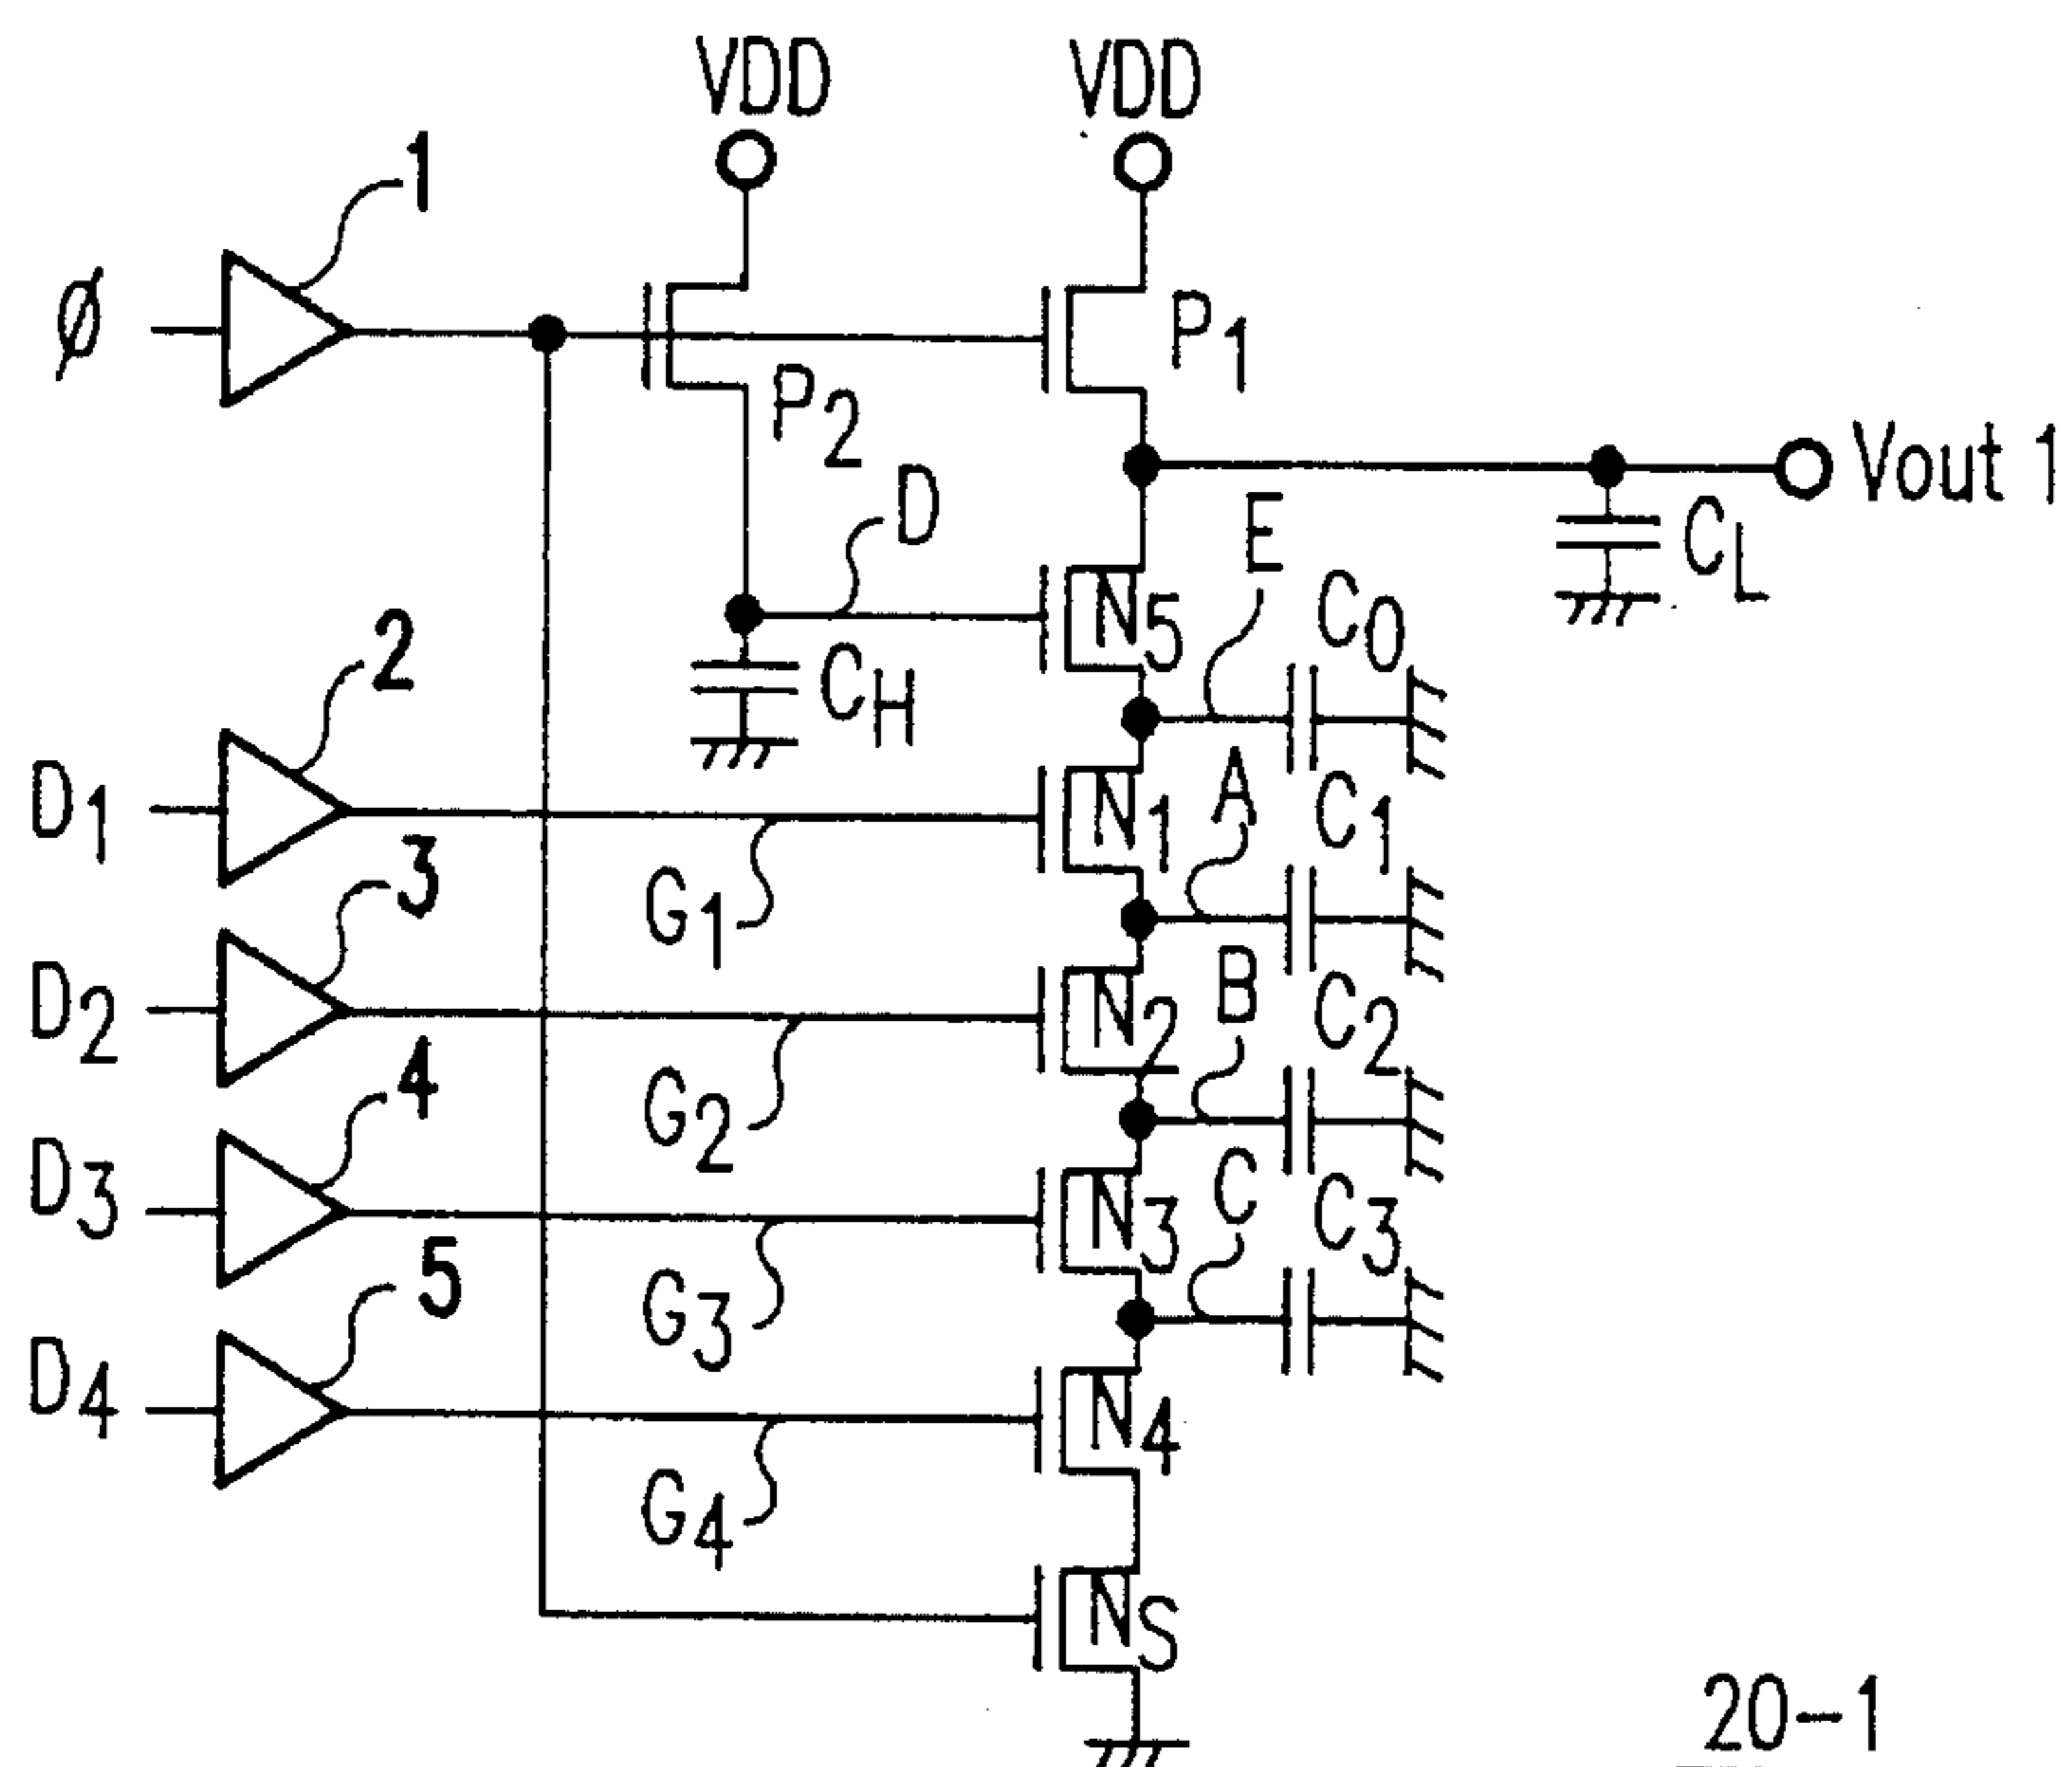 VDD VDD
1
Ø
P1
P2
Vout 1
D
E
C0
CL
N5
2
CH
D1
N1
A
C1
3
G1
D2
N2
B
C2
4
G2
D3
N3
C
C3
5
G3
D4
N4
G4
NS
20-1